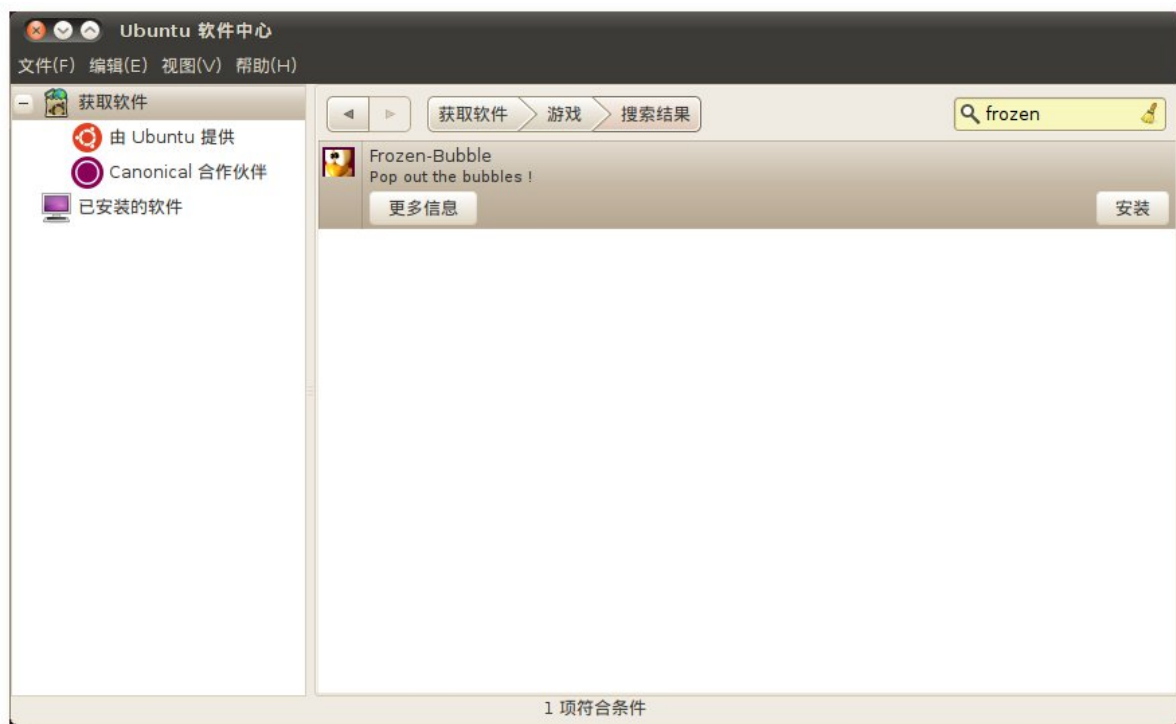 Ubuntu 软件中心
文件(F) 编辑(E) 视图(V) 帮助(H)
获取软件
由 Ubuntu 提供
Canonical 合作伙伴
已安装的软件
获取软件 游戏 搜索结果 frozen
Frozen-Bubble
Pop out the bubbles !
更多信息 安装
1 项符合条件